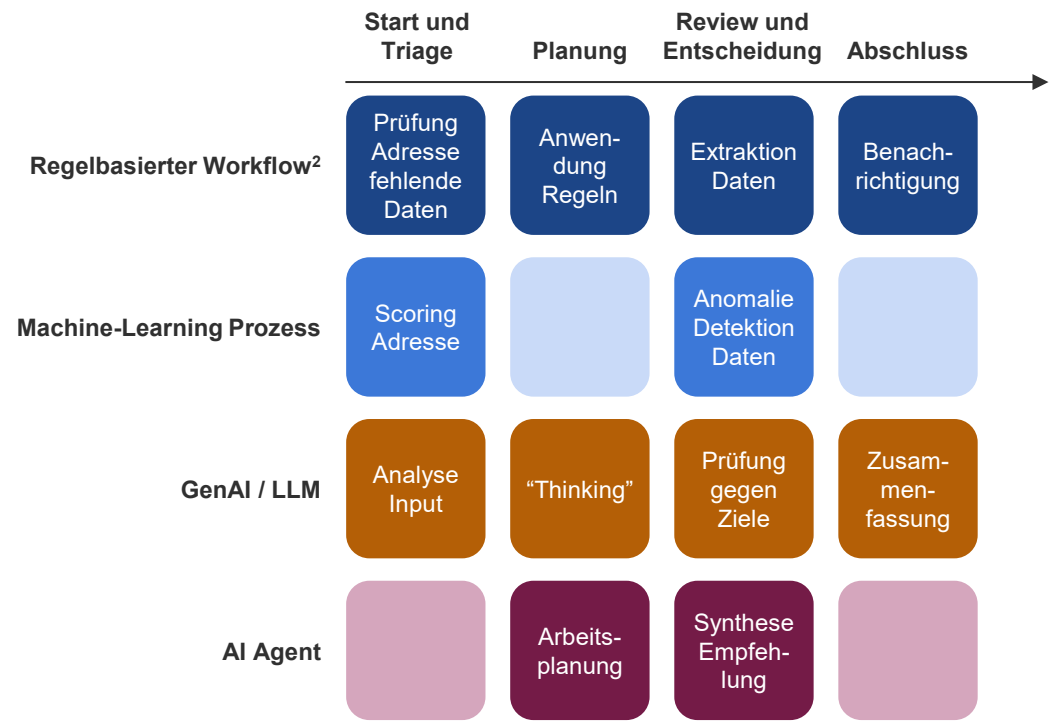 Start und
Triage
Planung
Review und
Entscheidung
Abschluss
Regelbasierter Workflow²
Prüfung
Adresse
fehlende
Daten
Anwen-
dung
Regeln
Extraktion
Daten
Benach-
richtigung
Machine-Learning Prozess
Scoring
Adresse
Anomalie
Detektion
Daten
GenAI / LLM
Analyse
Input
“Thinking”
Prüfung
gegen
Ziele
Zusam-
men-
fassung
AI Agent
Arbeits-
planung
Synthese
Empfeh-
lung